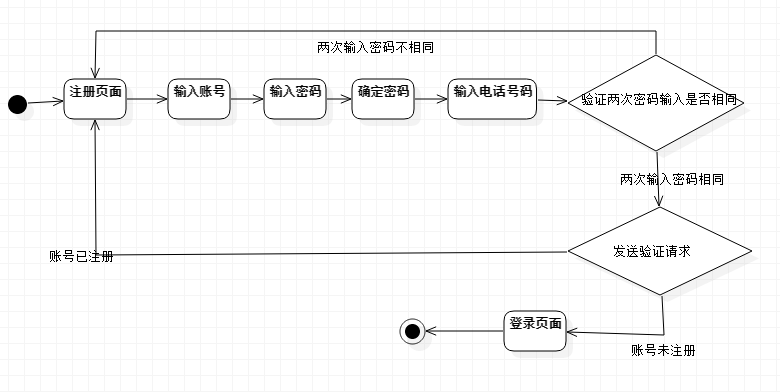 两次输入密码不相同
注册页面
输入账号
输入密码
确定密码
输入电话号码
验证两次密码输入是否相同
两次输入密码相同
账号已注册
发送验证请求
登录页面
账号未注册